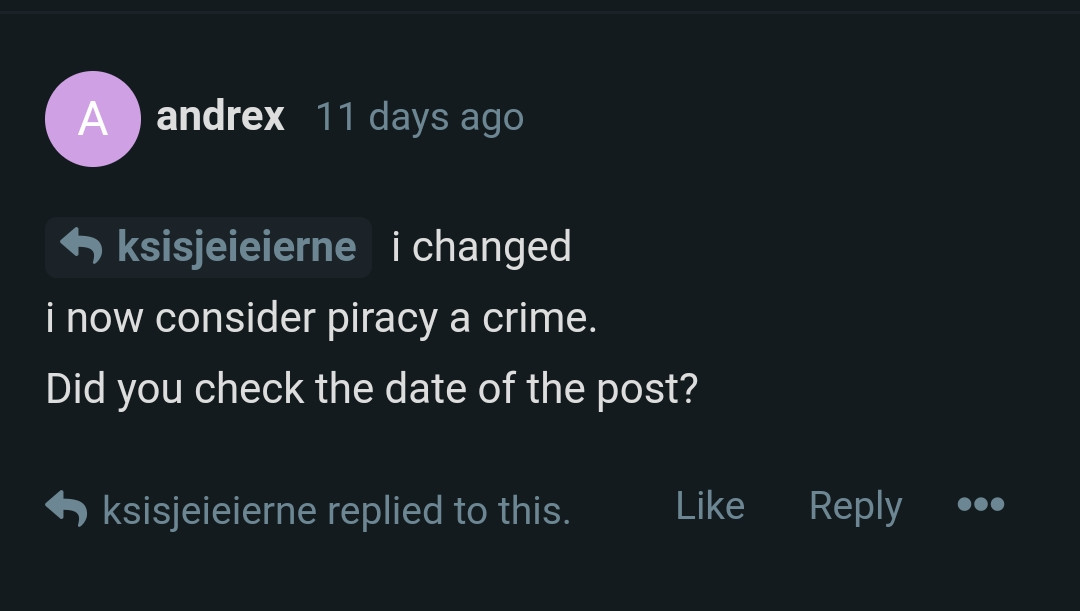 A
andrex 11 days ago
ksisjeieierne i changed
i now consider piracy a crime.
Did you check the date of the post?
ksisjeieierne replied to this. Like Reply